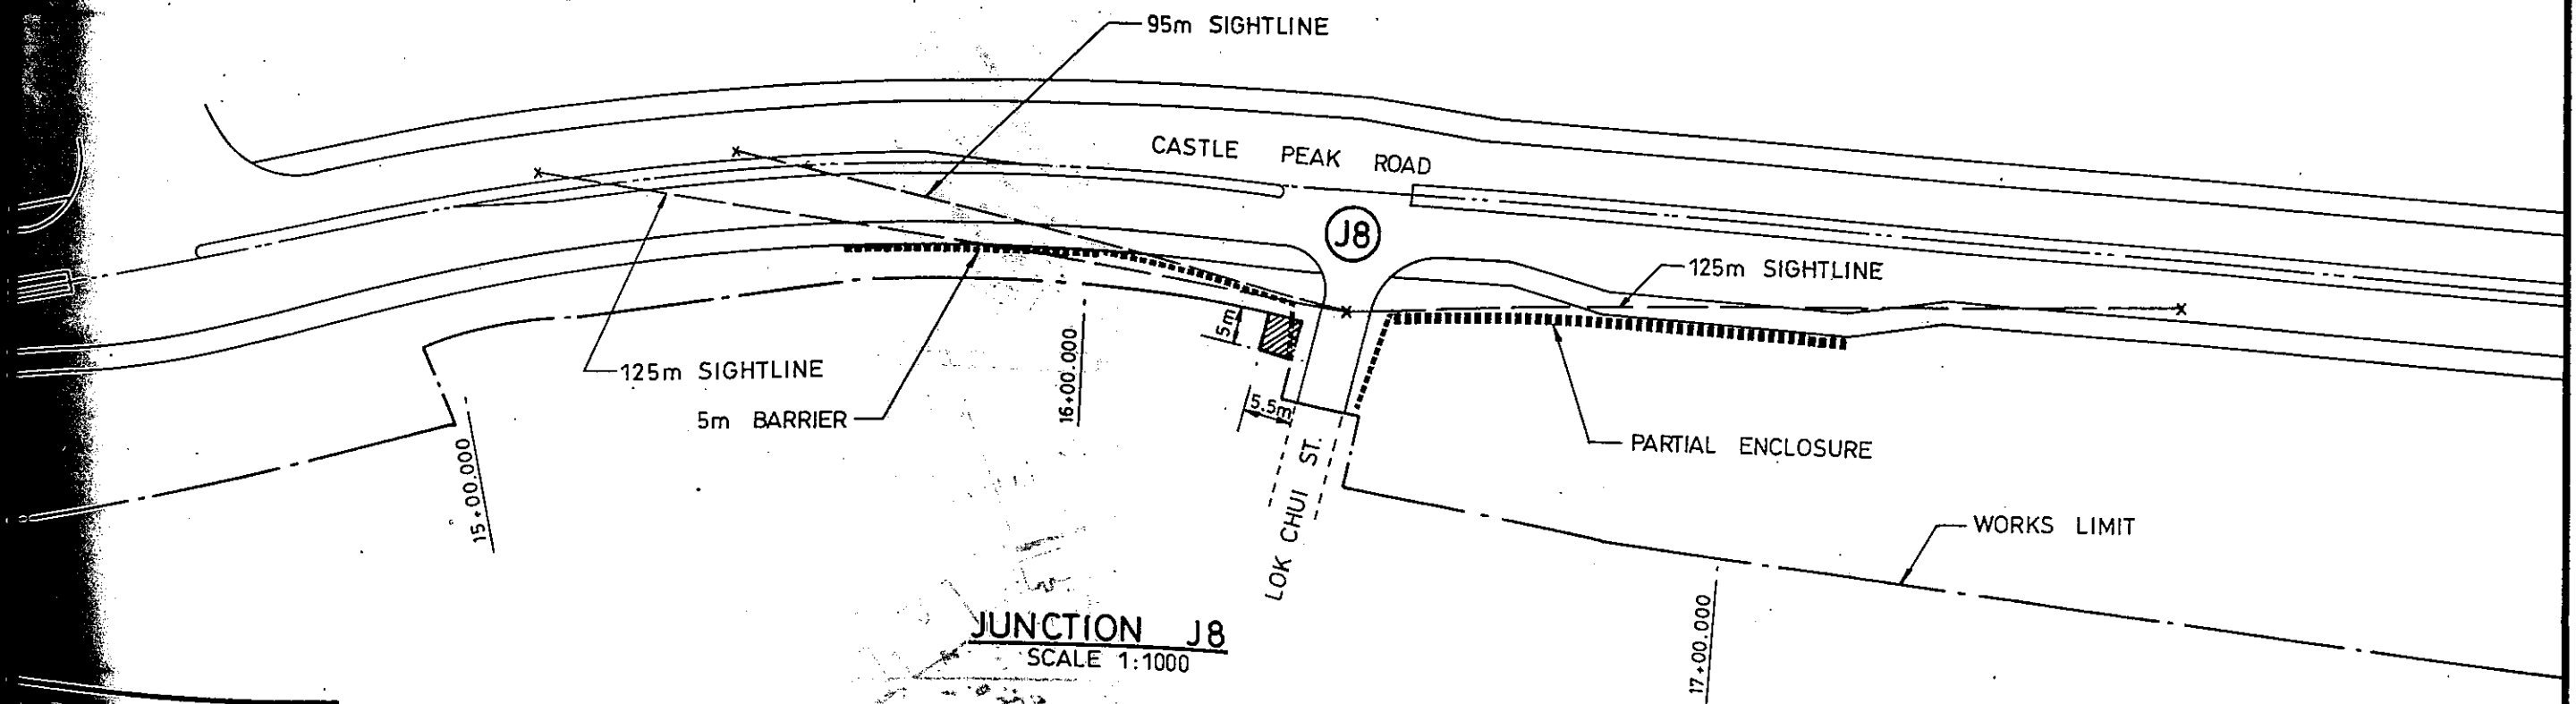 95m SIGHTLINE
CASTLE PEAK ROAD
J8
125m SIGHTLINE
5m
125m SIGHTLINE
16+00.000
5m BARRIER
5.5m
PARTIAL ENCLOSURE
15+00.000
LOK CHUI ST.
WORKS LIMIT
17+00.000
JUNCTION J8
SCALE 1:1000